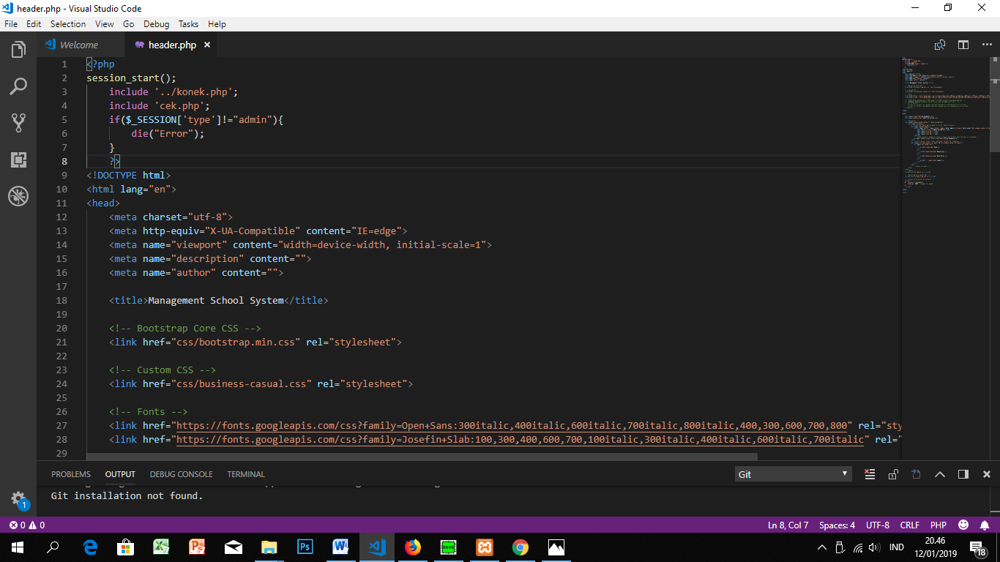 header.php - Visual Studio Code
File Edit Selection View Go Debug Tasks Help
Welcome header.php
1 <?php
2 session_start();
3 include '../konek.php';
4 include 'cek.php';
5 if($_SESSION['type']!="admin"){
6 die("Error");
7 }
8 ?>
9 <!DOCTYPE html>
10 <html lang="en">
11 <head>
12 <meta charset="utf-8">
13 <meta http-equiv="X-UA-Compatible" content="IE=edge">
14 <meta name="viewport" content="width=device-width, initial-scale=1">
15 <meta name="description" content="">
16 <meta name="author" content="">
17
18 <title>Management School System</title>
19
20 <!-- Bootstrap Core CSS -->
21 <link href="css/bootstrap.min.css" rel="stylesheet">
22
23 <!-- Custom CSS -->
24 <link href="css/business-casual.css" rel="stylesheet">
25
26 <!-- Fonts -->
27 <link href="https://fonts.googleapis.com/css?family=Open+Sans:300italic,400italic,600italic,700italic,800italic,400,300,600,700,800" rel="sty
28 <link href="https://fonts.googleapis.com/css?family=Josefin+Slab:100,300,400,600,700,100italic,300italic,400italic,600italic,700italic" rel="
29
PROBLEMS OUTPUT DEBUG CONSOLE TERMINAL Git
Git installation not found.
1
0 0 Ln 8, Col 7 Spaces: 4 UTF-8 CRLF PHP
IND 20.46
12/01/2019 18